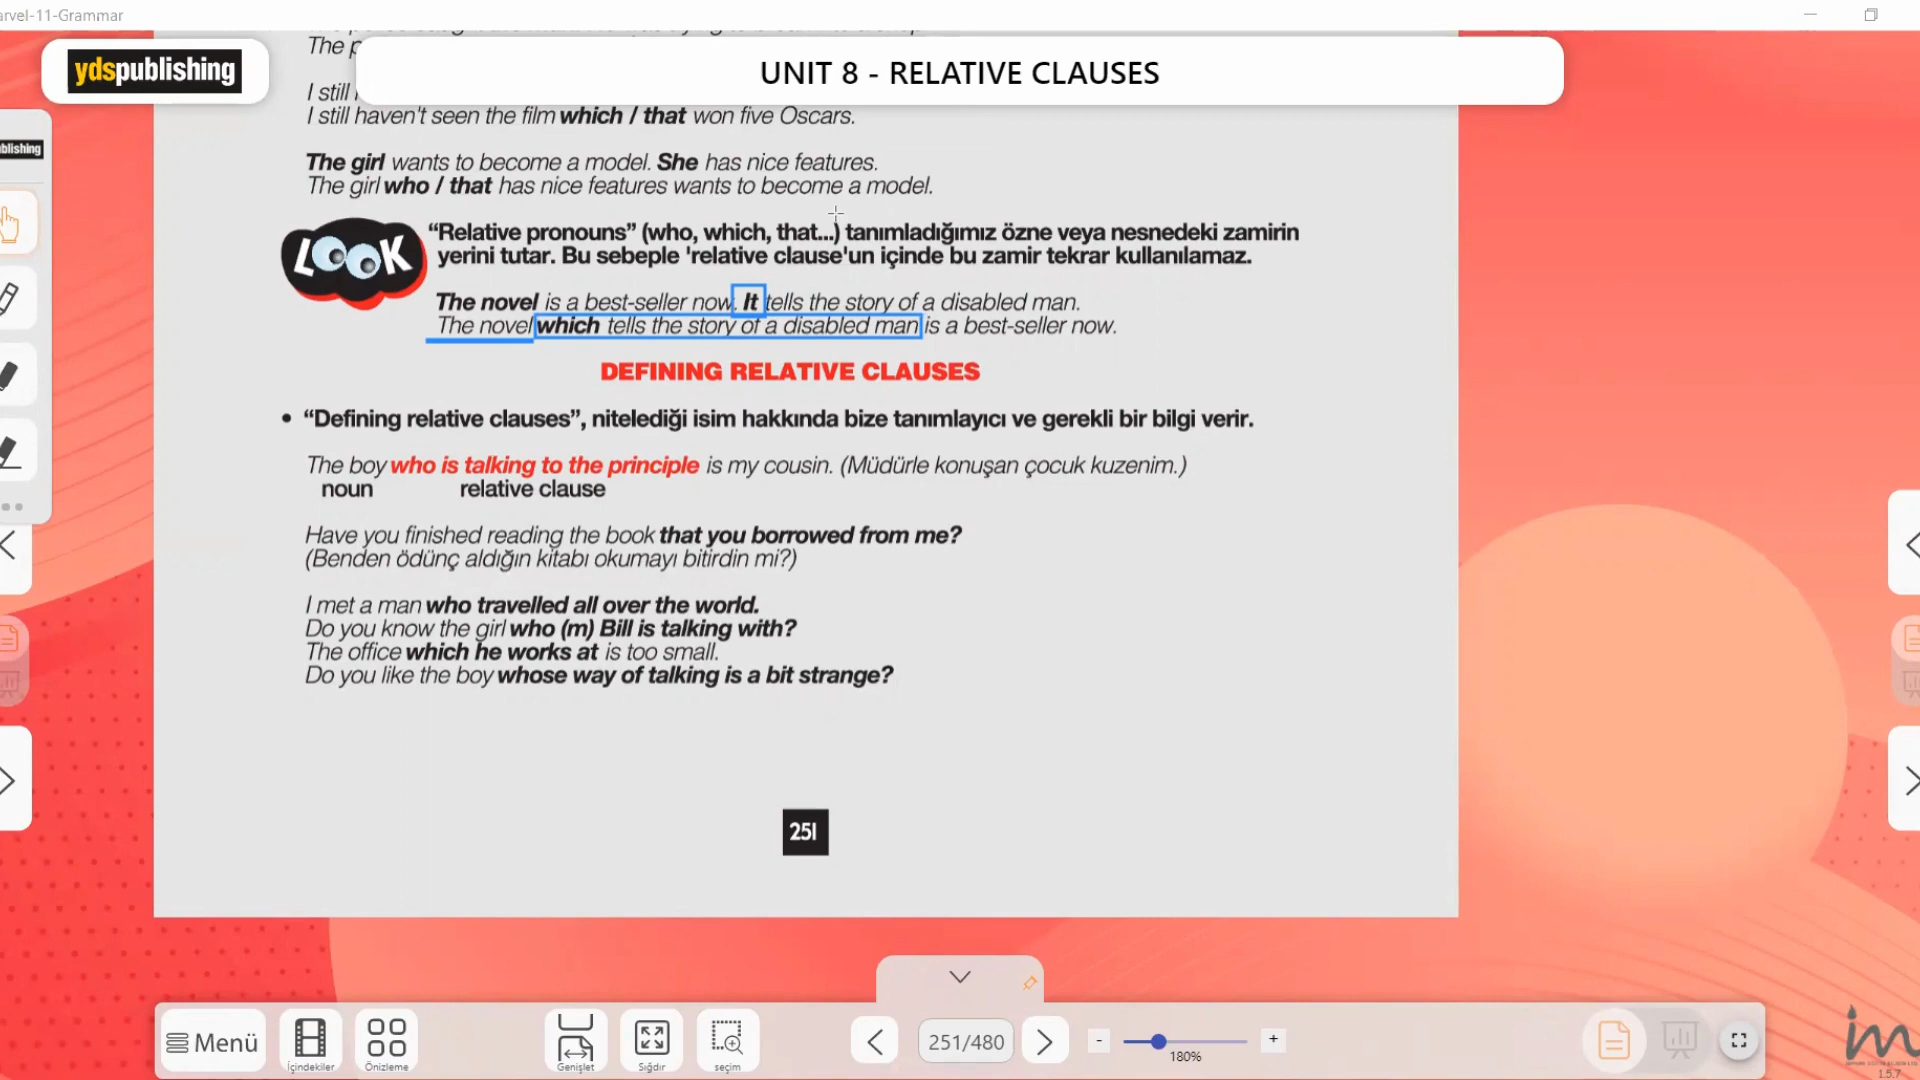 arvel-11-Grammar
ydspublishing
UNIT 8 - RELATIVE CLAUSES
The
I still
I still haven't seen the film which / that won five Oscars.
The girl wants to become a model. She has nice features.
The girl who / that has nice features wants to become a model.
blishing
LOOK
“Relative pronouns” (who, which, that...) tanımladığımız özne veya nesnedeki zamirin
yerini tutar. Bu sebeple 'relative clause'un içinde bu zamir tekrar kullanılamaz.
The novel is a best-seller now. It tells the story of a disabled man.
The novel which tells the story of a disabled man is a best-seller now.
DEFINING RELATIVE CLAUSES
• “Defining relative clauses”, nitelediği isim hakkında bize tanımlayıcı ve gerekli bir bilgi verir.
The boy who is talking to the principle is my cousin. (Müdürle konuşan çocuk kuzenim.)
noun relative clause
Have you finished reading the book that you borrowed from me?
(Benden ödünç aldığın kitabı okumayı bitirdin mi?)
I met a man who travelled all over the world.
Do you know the girl who (m) Bill is talking with?
The office which he works at is too small.
Do you like the boy whose way of talking is a bit strange?
251
Menü
İçindekiler
Önizleme
Genişlet
Sığdır
seçim
251/480
- +
180%
im
1.5.7